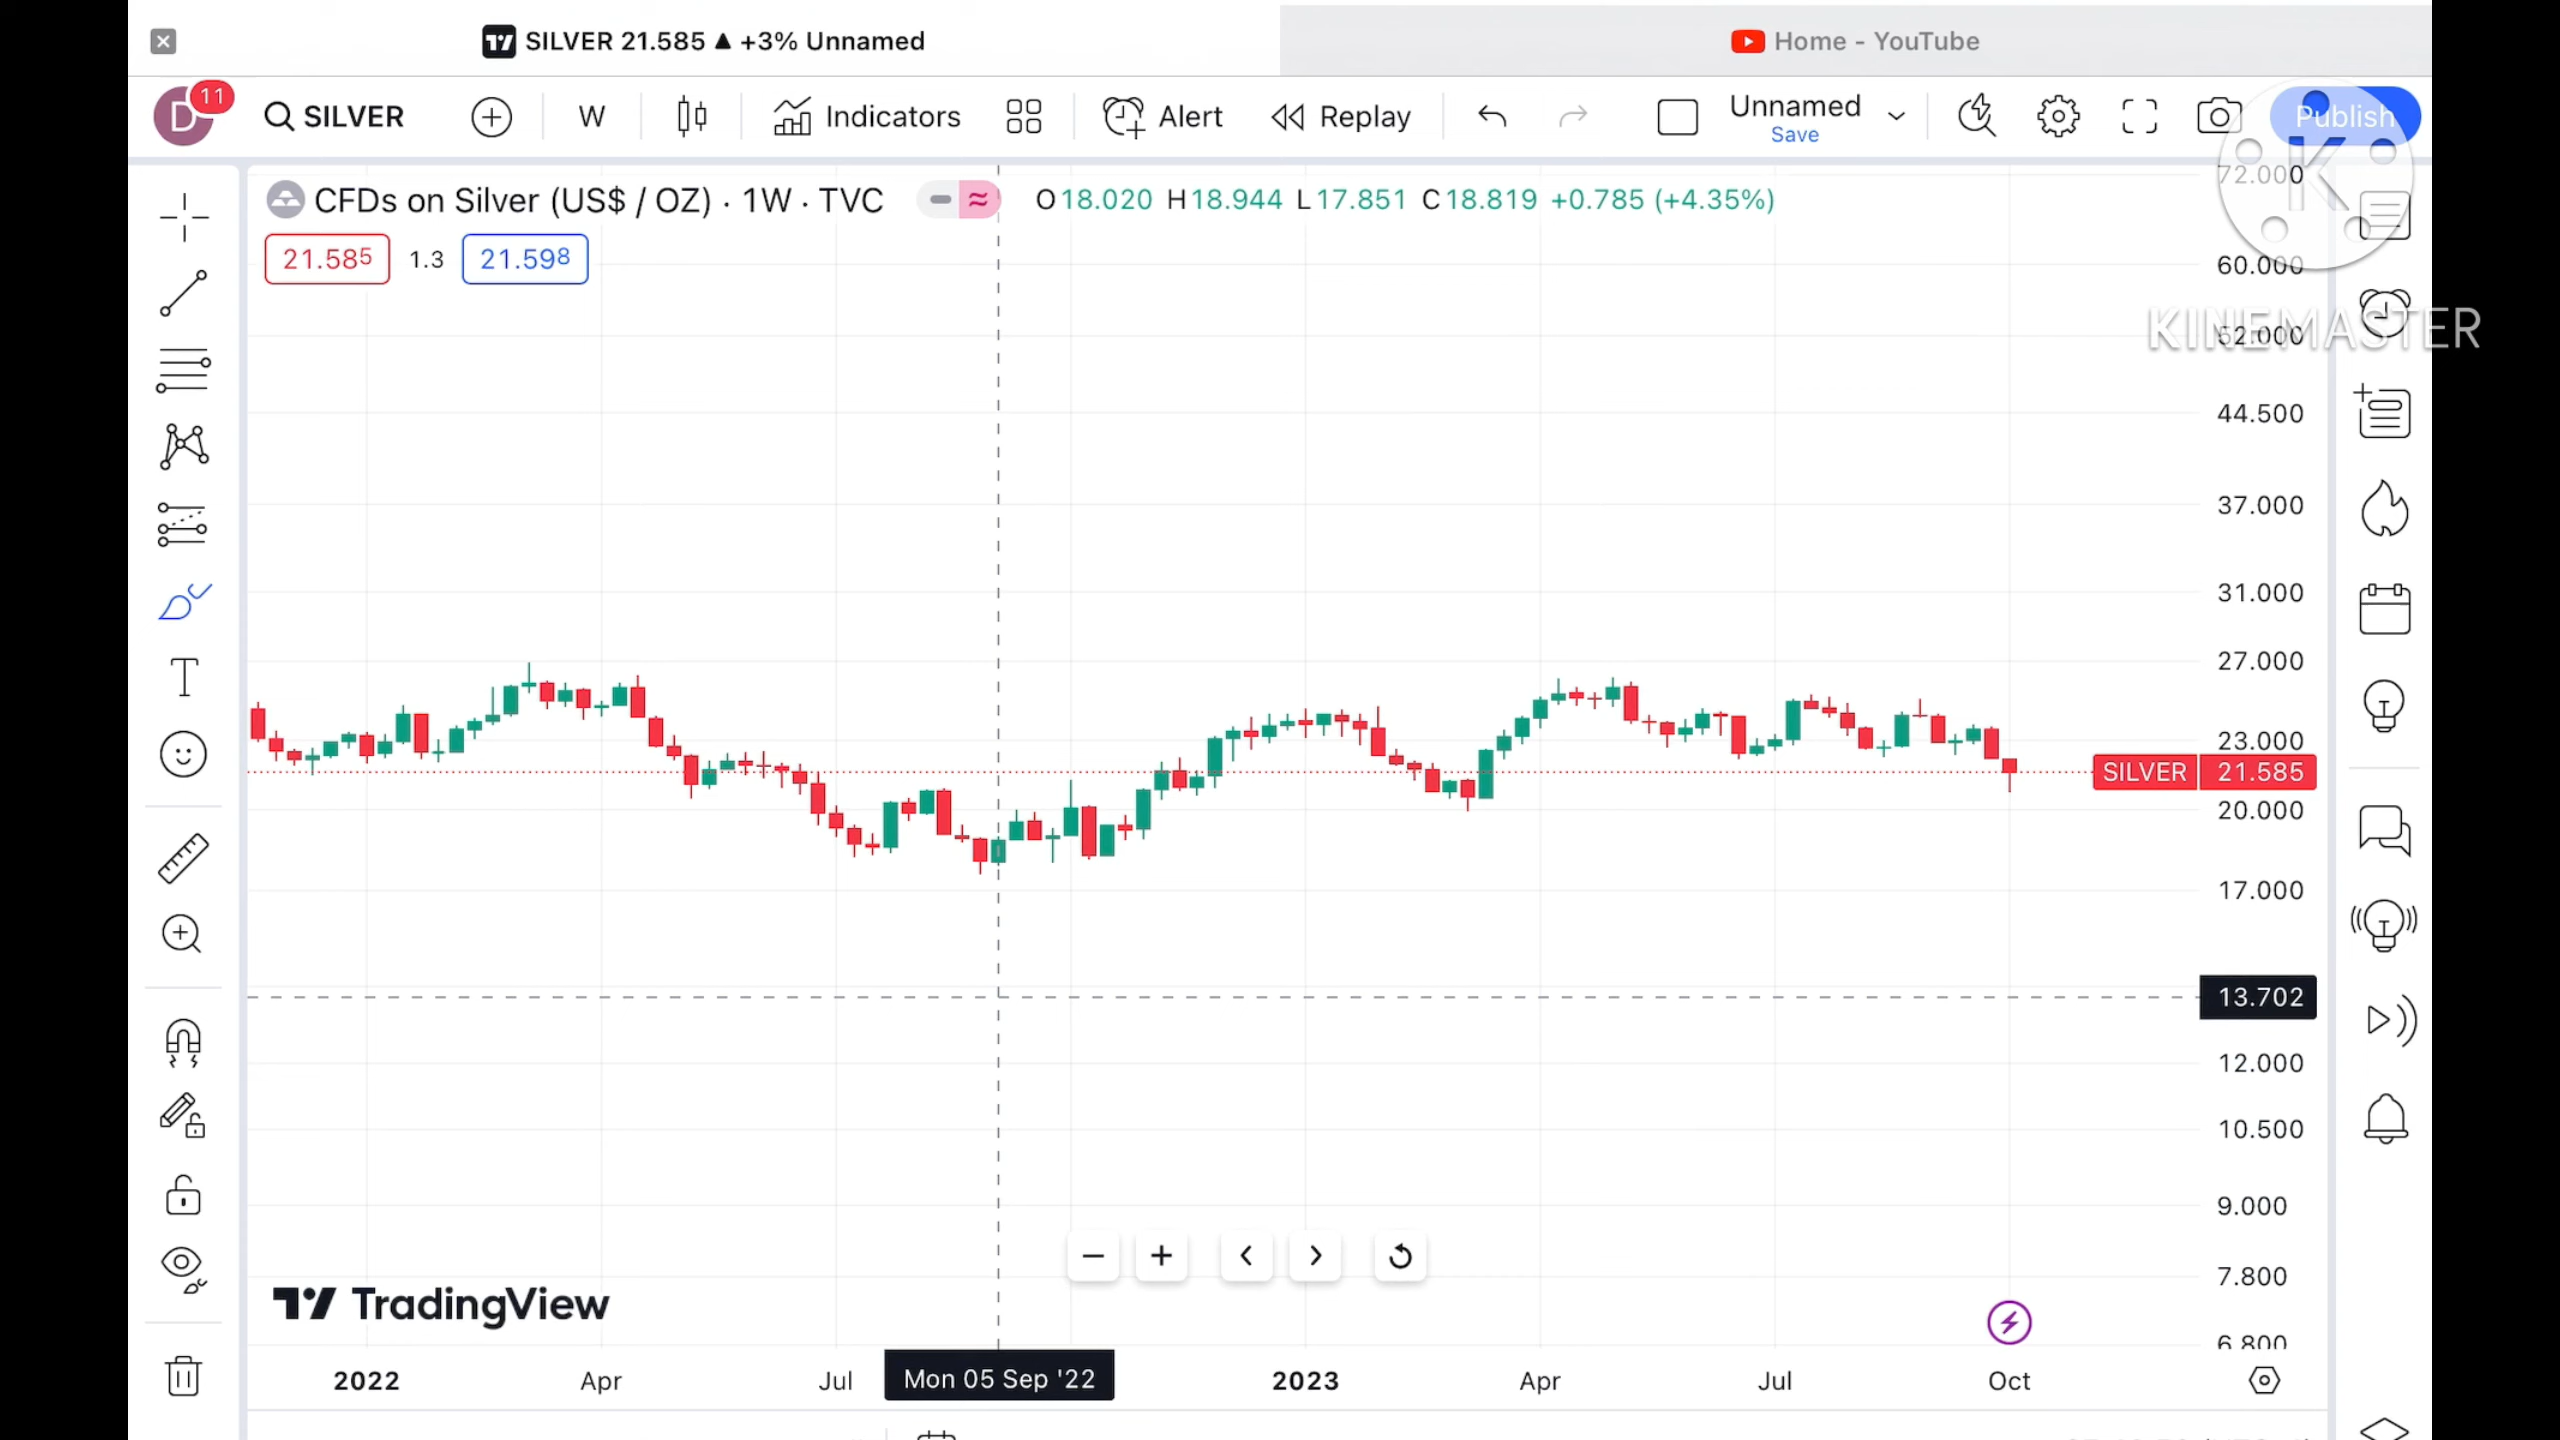 SILVER 21.585 ▲ +3% Unnamed
Home - YouTube
D 11
SILVER
W
Indicators
Alert
Replay
Unnamed
Save
Publish
CFDs on Silver (US$ / OZ) · 1W · TVC
O18.020 H18.944 L17.851 C18.819 +0.785 (+4.35%)
21.585 1.3 21.598
K
KINEMASTER
72.000
60.000
52.000
44.500
37.000
31.000
27.000
23.000
SILVER 21.585
20.000
17.000
13.702
12.000
10.500
9.000
7.800
6.800
TradingView
2022 Apr Jul Mon 05 Sep '22 2023 Apr Jul Oct